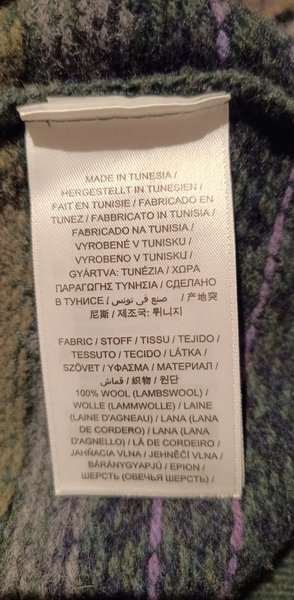 MADE IN TUNESIA /
HERGESTELLT IN TUNESIEN /
FAIT EN TUNISIE / FABRICADO EN
TUNEZ / FABBRICATO IN TUNISIA /
FABRICADO NA TUNISIA /
VYROBENÉ V TUNISKU /
VYROBENO V TUNISKU /
GYÁRTVA: TUNÉZIA / ΧΩΡΑ
ΠΑΡΑΓΩΓΗΣ ΤΥΝΗΣΙΑ / СДЕЛАНО
В ТУНИСЕ / صنع في تونس / 产地突
尼斯 / 제조국: 튀니지
FABRIC / STOFF / TISSU / TEJIDO /
TESSUTO / TECIDO / LÁTKA /
SZÖVET / ΥΦΑΣΜΑ / МАТЕРИАЛ /
قماش / 织物 / 원단
100% WOOL (LAMBSWOOL) /
WOLLE (LAMMWOLLE) / LAINE
(LAINE D'AGNEAU) / LANA (LANA
DE CORDERO) / LANA (LANA
D'AGNELLO) / LÃ DE CORDEIRO /
JAHŇACIA VLNA / JEHNĚČÍ VLNA /
BÁRÁNYGYAPJÚ / ΕΡΙΟΝ /
ШЕРСТЬ (ОВЕЧЬЯ ШЕРСТЬ) /